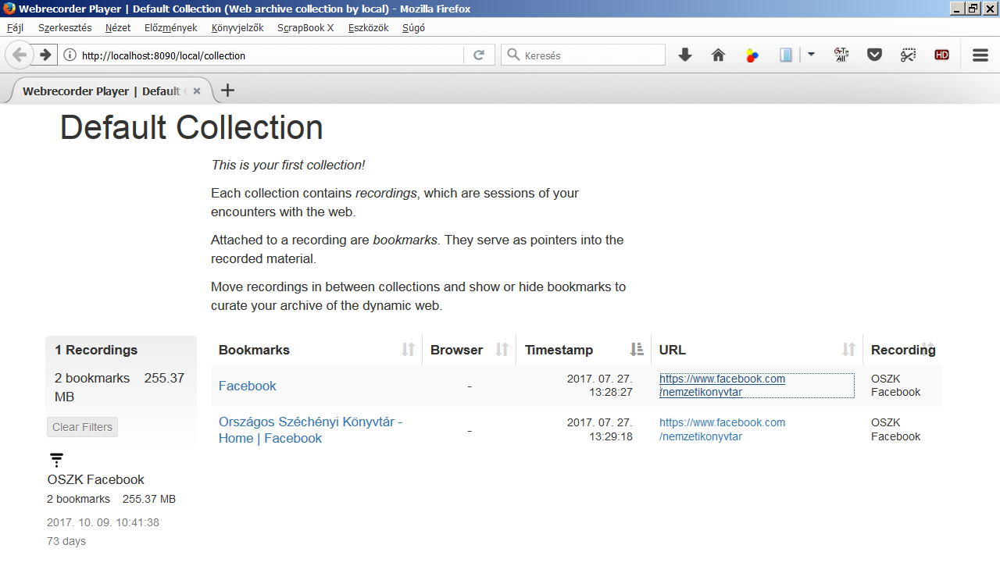 Webrecorder Player | Default Collection (Web archive collection by local) - Mozilla Firefox
Fájl Szerkesztés Nézet Előzmények Könyvjelzők ScrapBook X Eszközök Súgó
http://localhost:8090/local/collection
Keresés
HD
Webrecorder Player | Default
Default Collection
This is your first collection!
Each collection contains recordings, which are sessions of your
encounters with the web.
Attached to a recording are bookmarks. They serve as pointers into the
recorded material.
Move recordings in between collections and show or hide bookmarks to
curate your archive of the dynamic web.
1 Recordings
2 bookmarks 255.37
MB
Clear Filters
OSZK Facebook
2 bookmarks 255.37 MB
2017. 10. 09. 10:41:38
73 days
Bookmarks Browser Timestamp URL Recording
Facebook - 2017. 07. 27. https://www.facebook.com OSZK
13:28:27 /nemzetikonyvtar Facebook
Országos Széchényi Könyvtár - - 2017. 07. 27. https://www.facebook.com OSZK
Home | Facebook 13:29:18 /nemzetikonyvtar Facebook